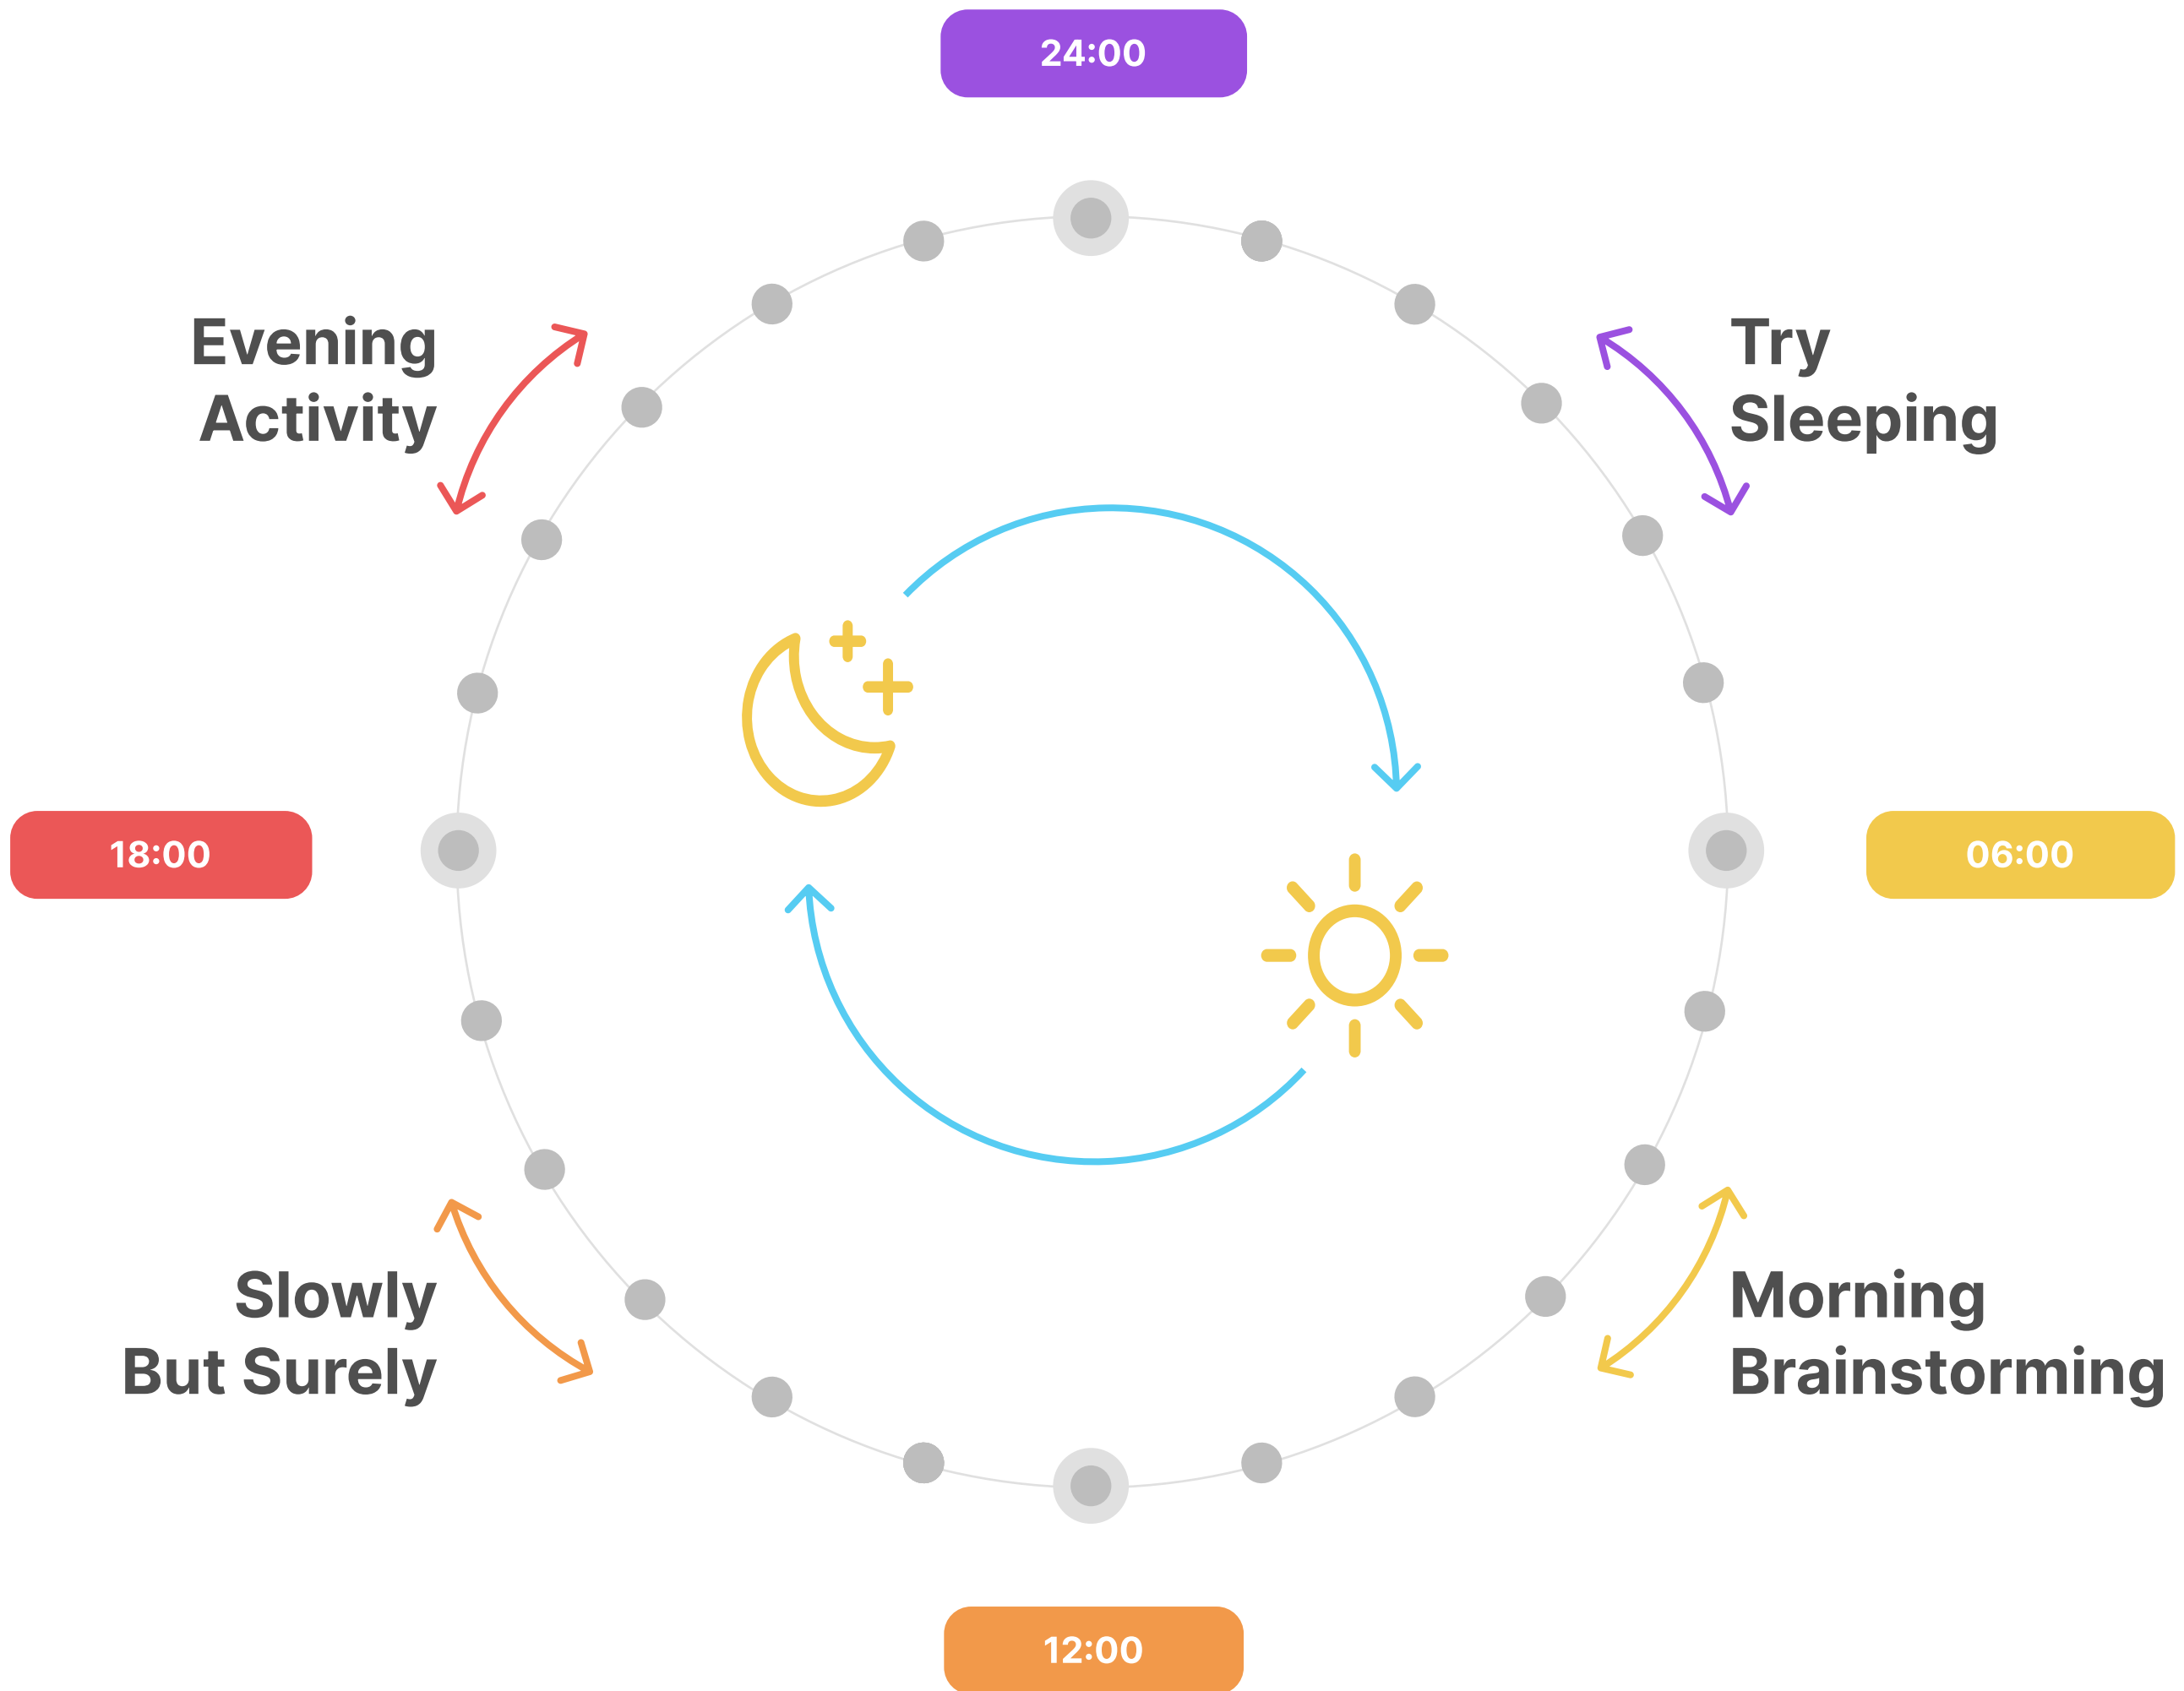 24:00
Evening
Activity
Try
Sleeping
18:00
06:00
Slowly
But Surely
Morning
Brainstorming
12:00